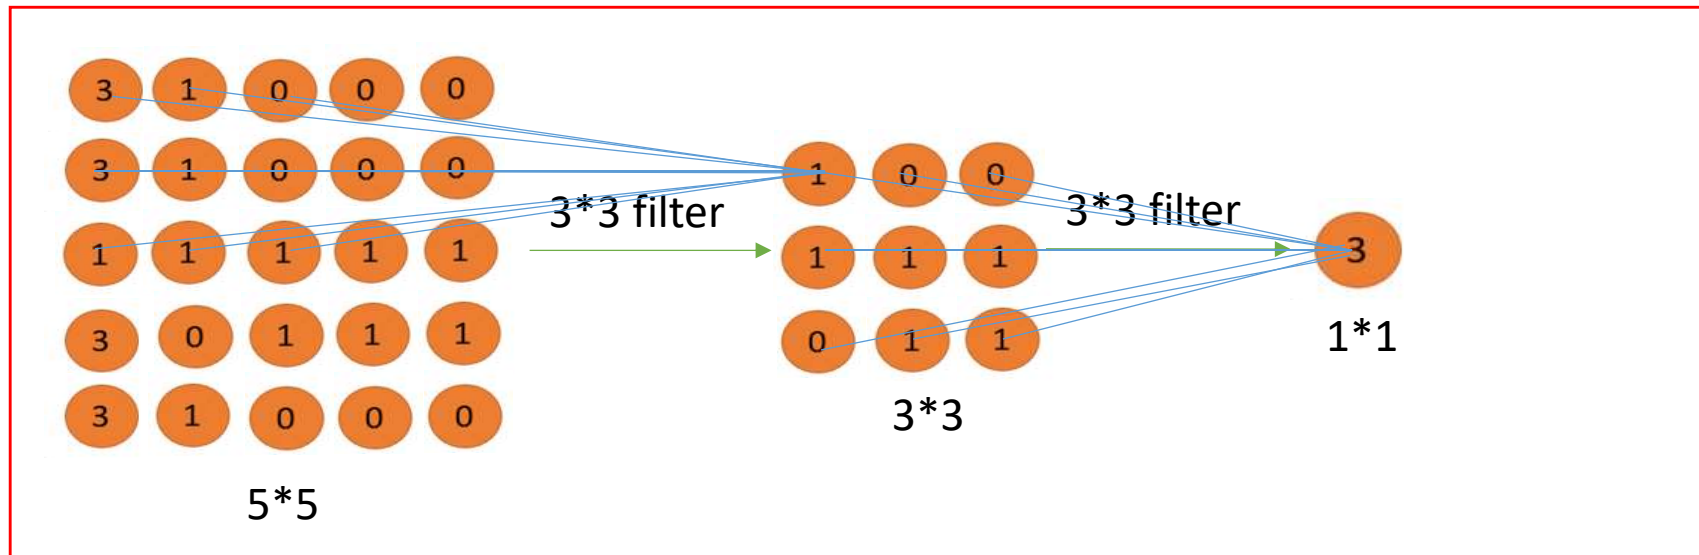 3 1 0 0 0
3 1 0 0 0
1 1 1 1 1
3 0 1 1 1
3 1 0 0 0
5*5
3*3 filter
1 0 0
1 1 1
0 1 1
3*3
3*3 filter
3
1*1